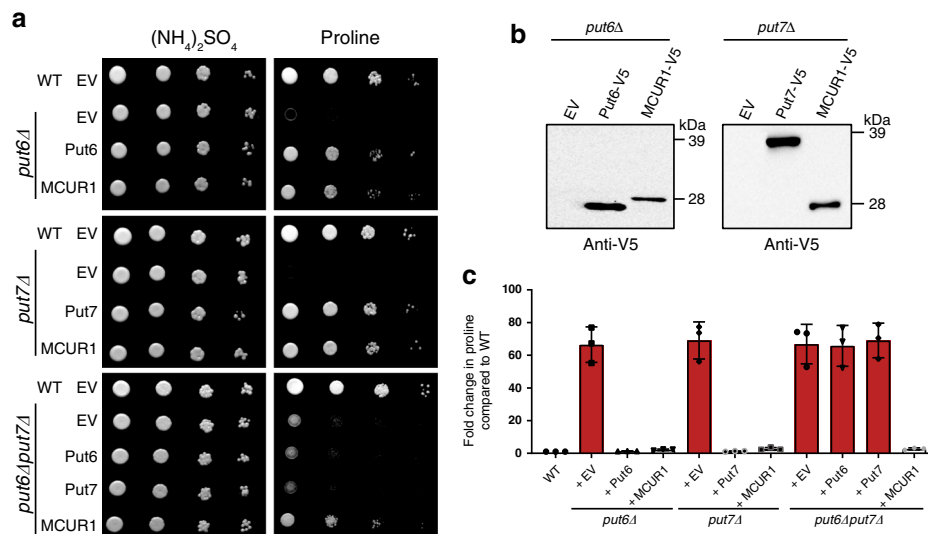 a
(NH4)2SO4 Proline
WT EV
put6Δ
EV
Put6
MCUR1
WT EV
put7Δ
EV
Put7
MCUR1
WT EV
put6Δput7Δ
EV
Put6
Put7
MCUR1
b
put6Δ put7Δ
EV Put6-V5 MCUR1-V5 EV Put7-V5 MCUR1-V5
kDa kDa
39 39
28 28
Anti-V5 Anti-V5
c
Fold change in proline
compared to WT
100
80
60
40
20
0
WT + EV + Put6 + MCUR1 + EV + Put7 + MCUR1 + EV + Put6 + Put7 + MCUR1
put6Δ put7Δ put6Δput7Δ